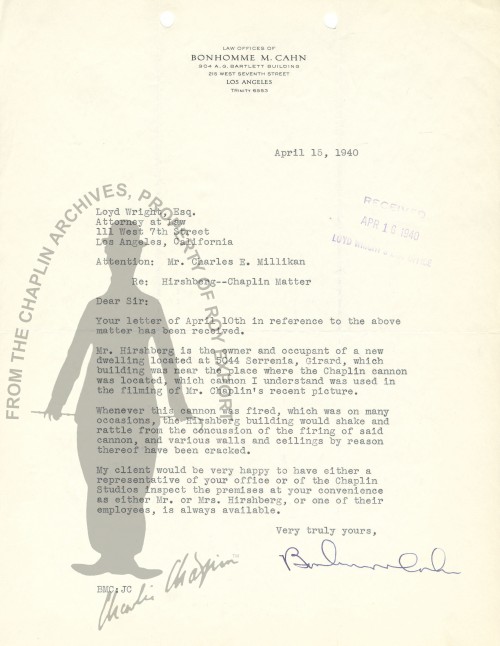 LAW OFFICES OF
BONHOMME M. CAHN
304 A. G. BARTLETT BUILDING
215 WEST SEVENTH STREET
LOS ANGELES
TRINITY 5553
April 15, 1940
RECEIVED
APR 16 1940
LOYD WRIGHT
Loyd Wright, Esq.
Attorney at Law
111 West 7th Street
Los Angeles, California
Attention: Mr. Charles E. Millikan
Re: Hirshberg--Chaplin Matter
Dear Sir:
Your letter of April 10th in reference to the above
matter has been received.
Mr. Hirshberg is the owner and occupant of a new
dwelling located at 5044 Serrenia, Girard, which
building was near the place where the Chaplin cannon
was located, which cannon I understand was used in
the filming of Mr. Chaplin's recent picture.
Whenever this cannon was fired, which was on many
occasions, the Hirshberg building would shake and
rattle from the concussion of the firing of said
cannon, and various walls and ceilings by reason
thereof have been cracked.
My client would be very happy to have either a
representative of your office or of the Chaplin
Studios inspect the premises at your convenience
as either Mr. or Mrs. Hirshberg, or one of their
employees, is always available.
Very truly yours,
BMC:JC
FROM THE CHAPLIN ARCHIVES, PROPERTY OF ROY EXPORT
Charlie Chaplin™